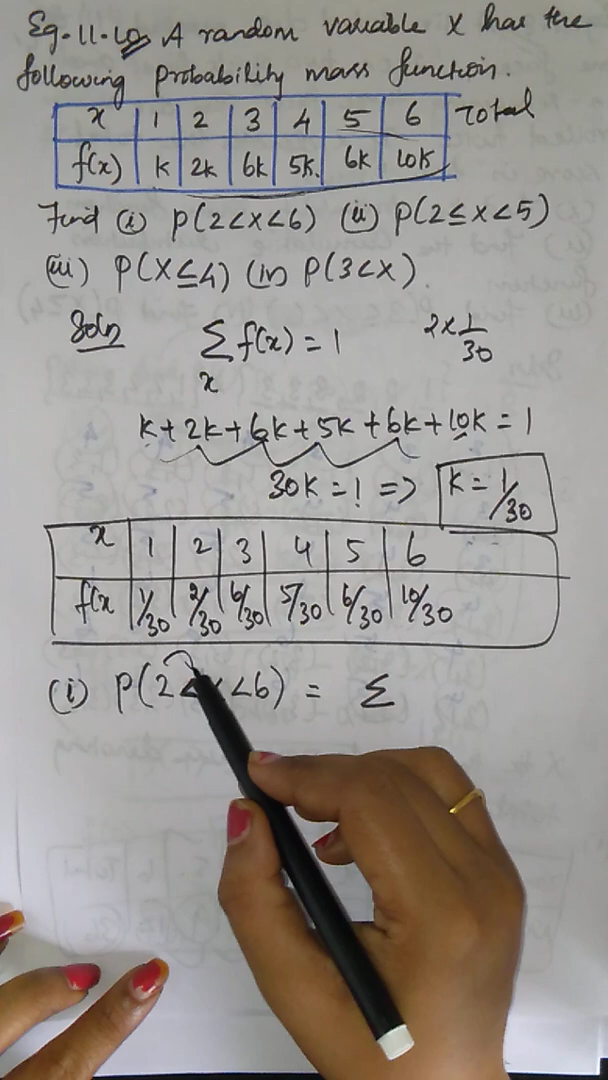 Eg. 11.10 A random variable X has the
following probability mass function.
x 1 2 3 4 5 6 Total
f(x) k 2k 6k 5k. 6k 10k
Find (i) P(2<X<6) (ii) P(2≤X<5)
(iii) P(X≤4) (iv) P(3<X).
Soln Σ f(x) = 1 2×1/30
x
k+2k+6k+5k+6k+10k=1
30k=1 => k=1/30
x 1 2 3 4 5 6
f(x 1/30 2/30 6/30 5/30 6/30 10/30
(i) P(2< <6) = Σ